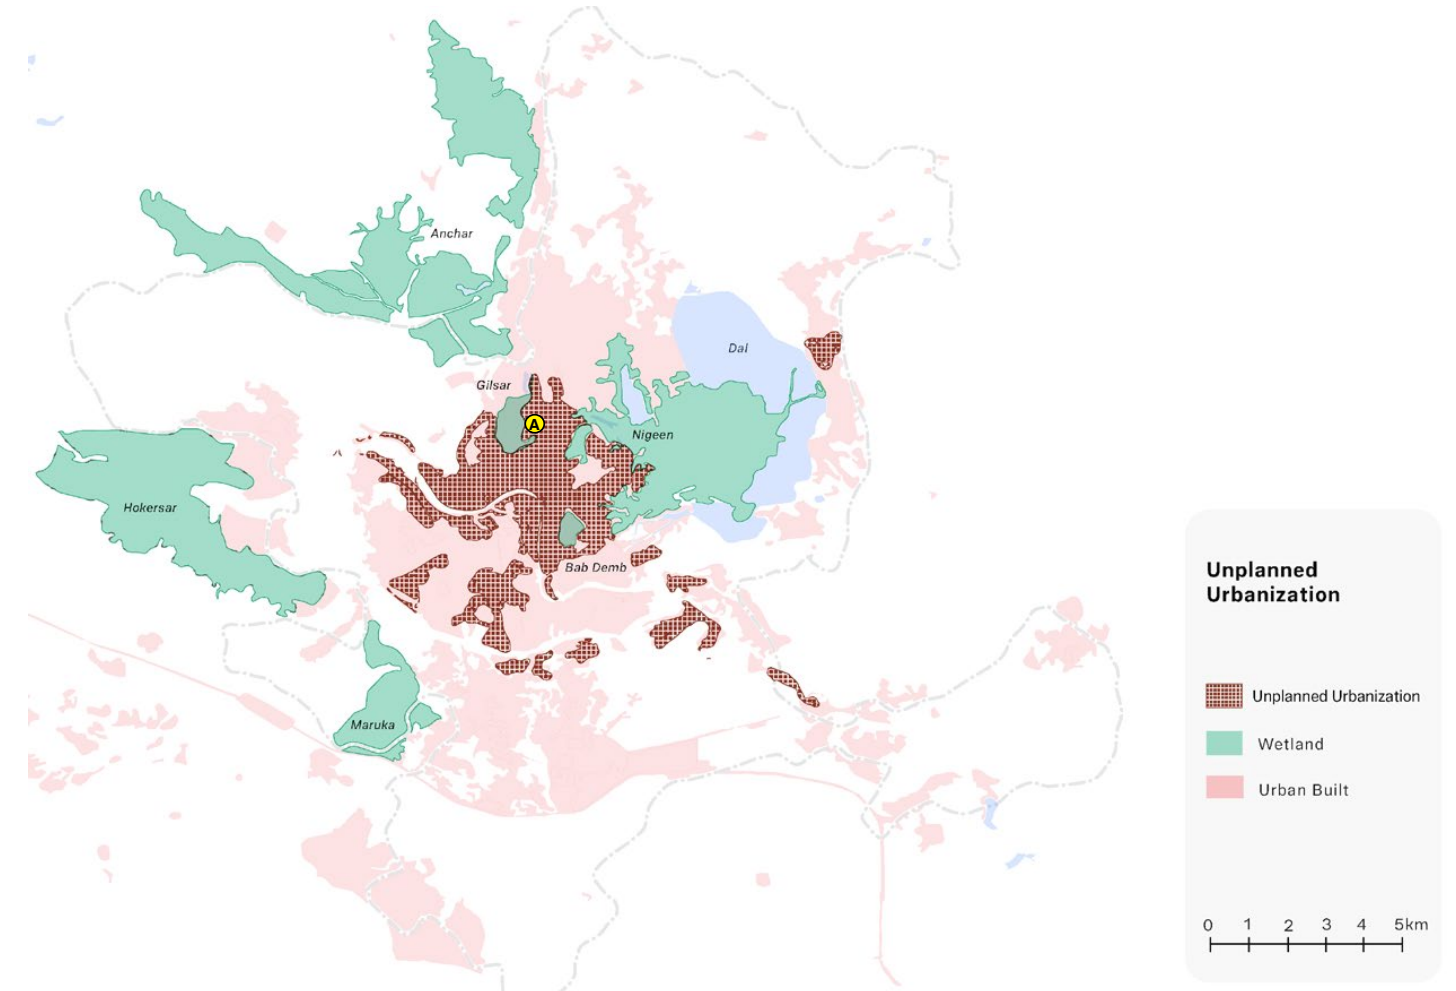 Anchar
Dal
Gilsar
A
Nigeen
Hokersar
Bab Demb
Maruka
Unplanned
Urbanization
Unplanned Urbanization
Wetland
Urban Built
0 1 2 3 4 5km